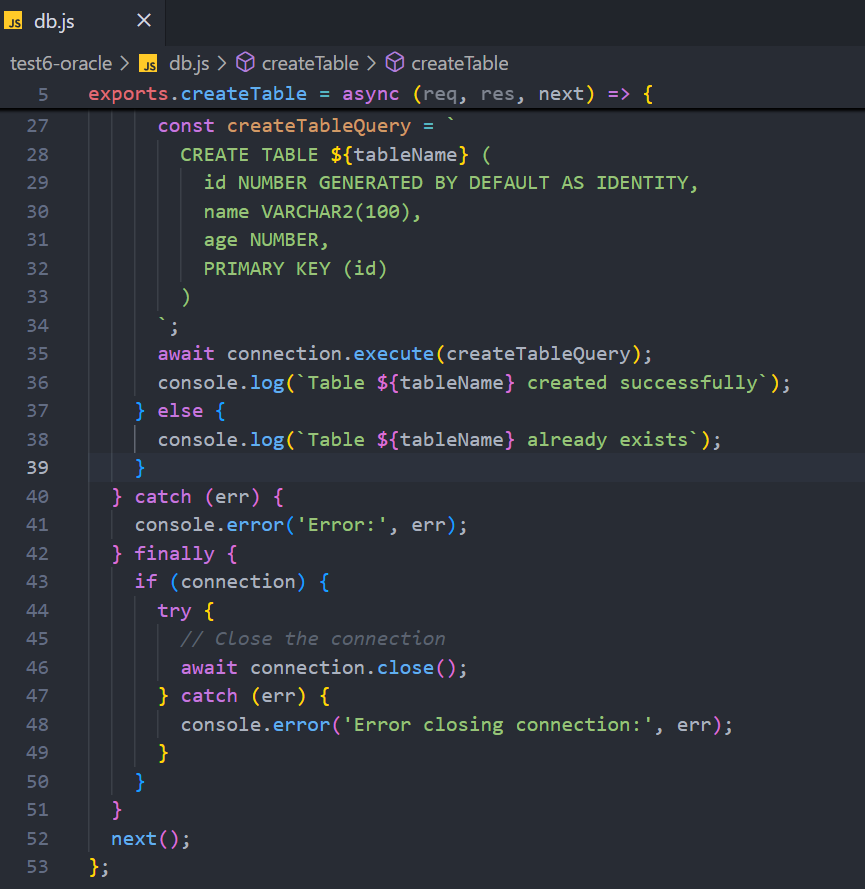 JS db.js ×
test6-oracle > JS db.js > createTable > createTable
5 exports.createTable = async (req, res, next) => {
27 const createTableQuery = `
28 CREATE TABLE ${tableName} (
29 id NUMBER GENERATED BY DEFAULT AS IDENTITY,
30 name VARCHAR2(100),
31 age NUMBER,
32 PRIMARY KEY (id)
33 )
34 `;
35 await connection.execute(createTableQuery);
36 console.log(`Table ${tableName} created successfully`);
37 } else {
38 console.log(`Table ${tableName} already exists`);
39 }
40 } catch (err) {
41 console.error('Error:', err);
42 } finally {
43 if (connection) {
44 try {
45 // Close the connection
46 await connection.close();
47 } catch (err) {
48 console.error('Error closing connection:', err);
49 }
50 }
51 }
52 next();
53 };